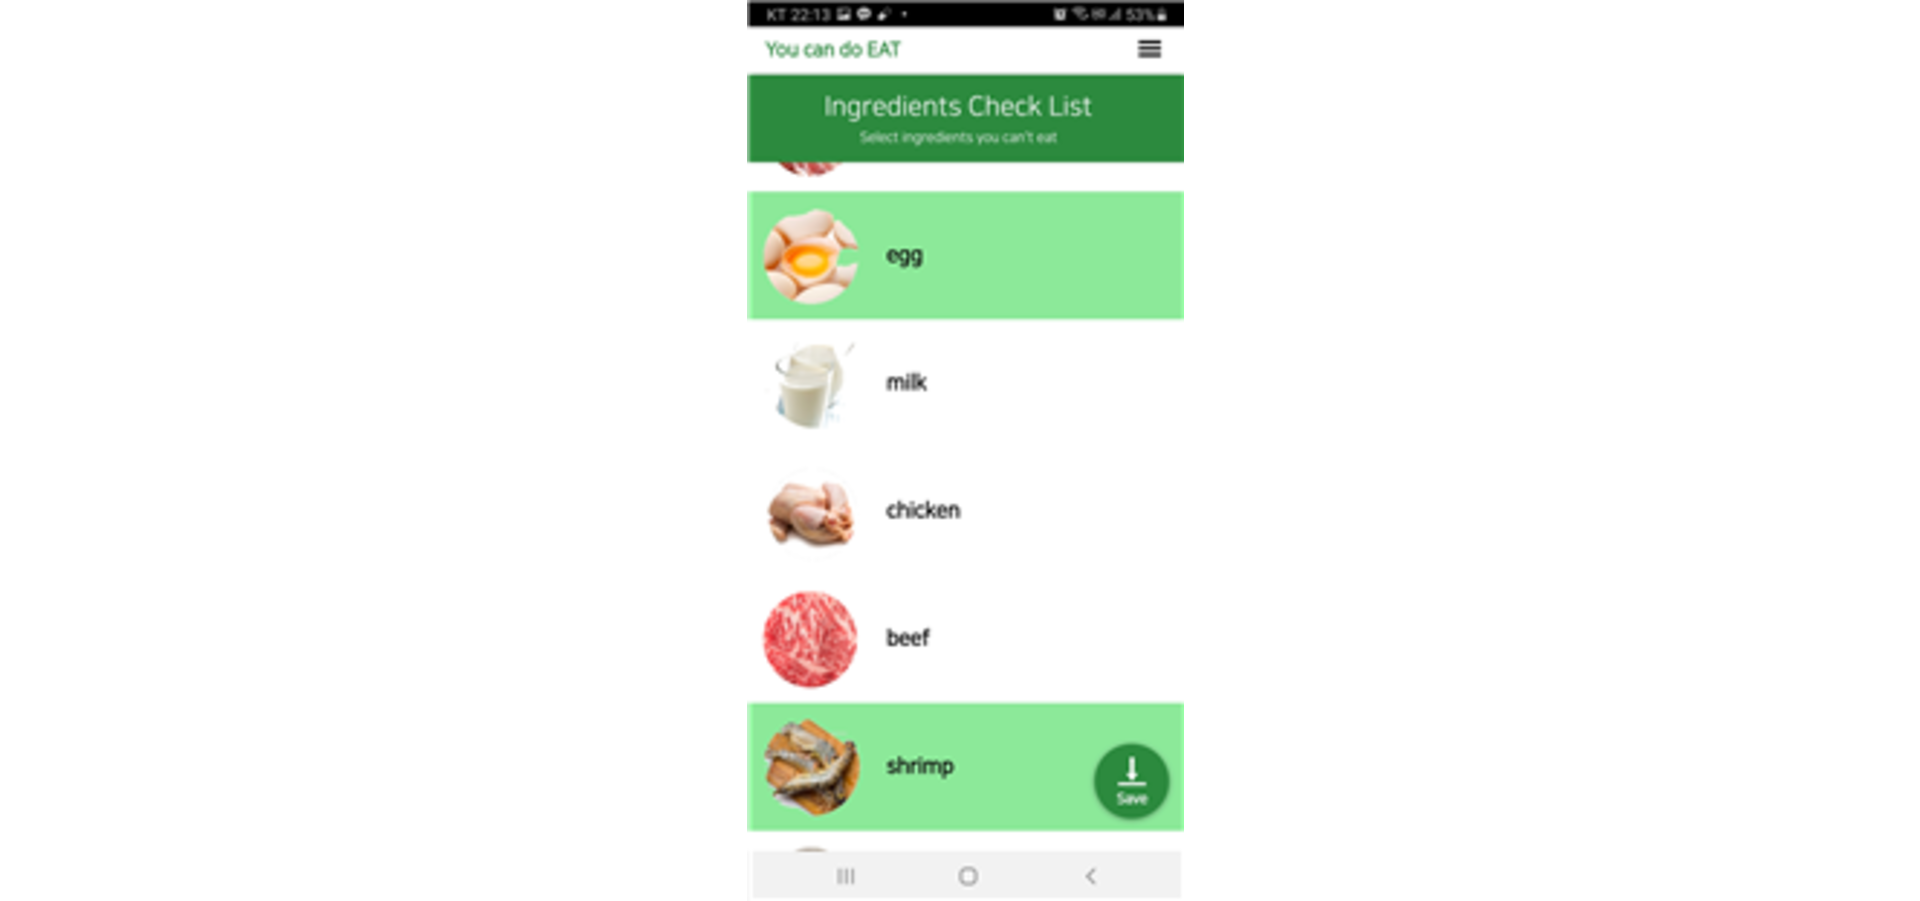 KT 22:13 53%
You can do EAT
Ingredients Check List
Select ingredients you can't eat
egg
milk
chicken
beef
shrimp
Save